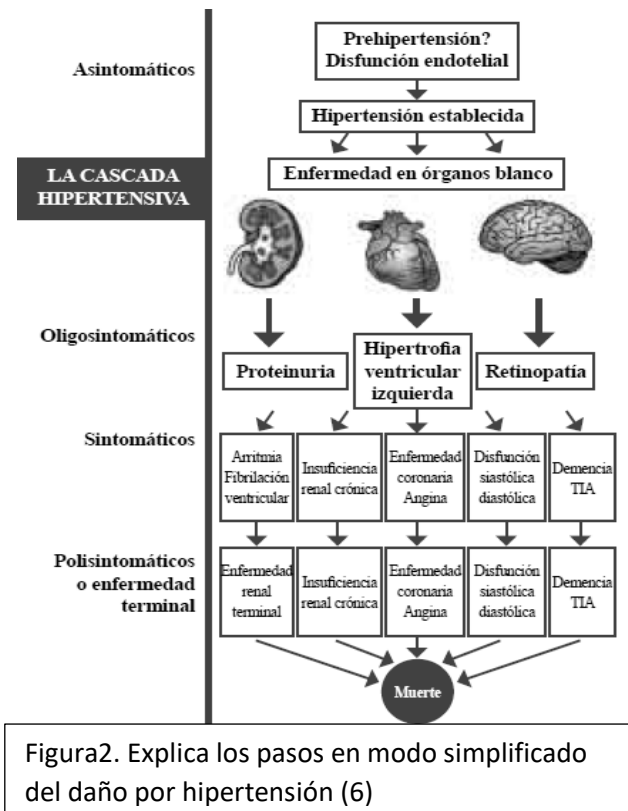 Prehipertensión?
Disfunción endotelial
Asintomáticos
Hipertensión establecida
LA CASCADA
HIPERTENSIVA
Enfermedad en órganos blanco
Oligosintomáticos
Proteinuria
Hipertrofia
ventricular
izquierda
Retinopatía
Sintomáticos
Arritmia
Fibrilación
ventricular
Insuficiencia
renal crónica
Enfermedad
coronaria
Angina
Disfunción
siastólica
diastólica
Demencia
TIA
Polisintomáticos
o enfermedad
terminal
Enfermedad
renal
terminal
Insuficiencia
renal crónica
Enfermedad
coronaria
Angina
Disfunción
siastólica
diastólica
Demencia
TIA
Muerte
Figura2. Explica los pasos en modo simplificado
del daño por hipertensión (6)